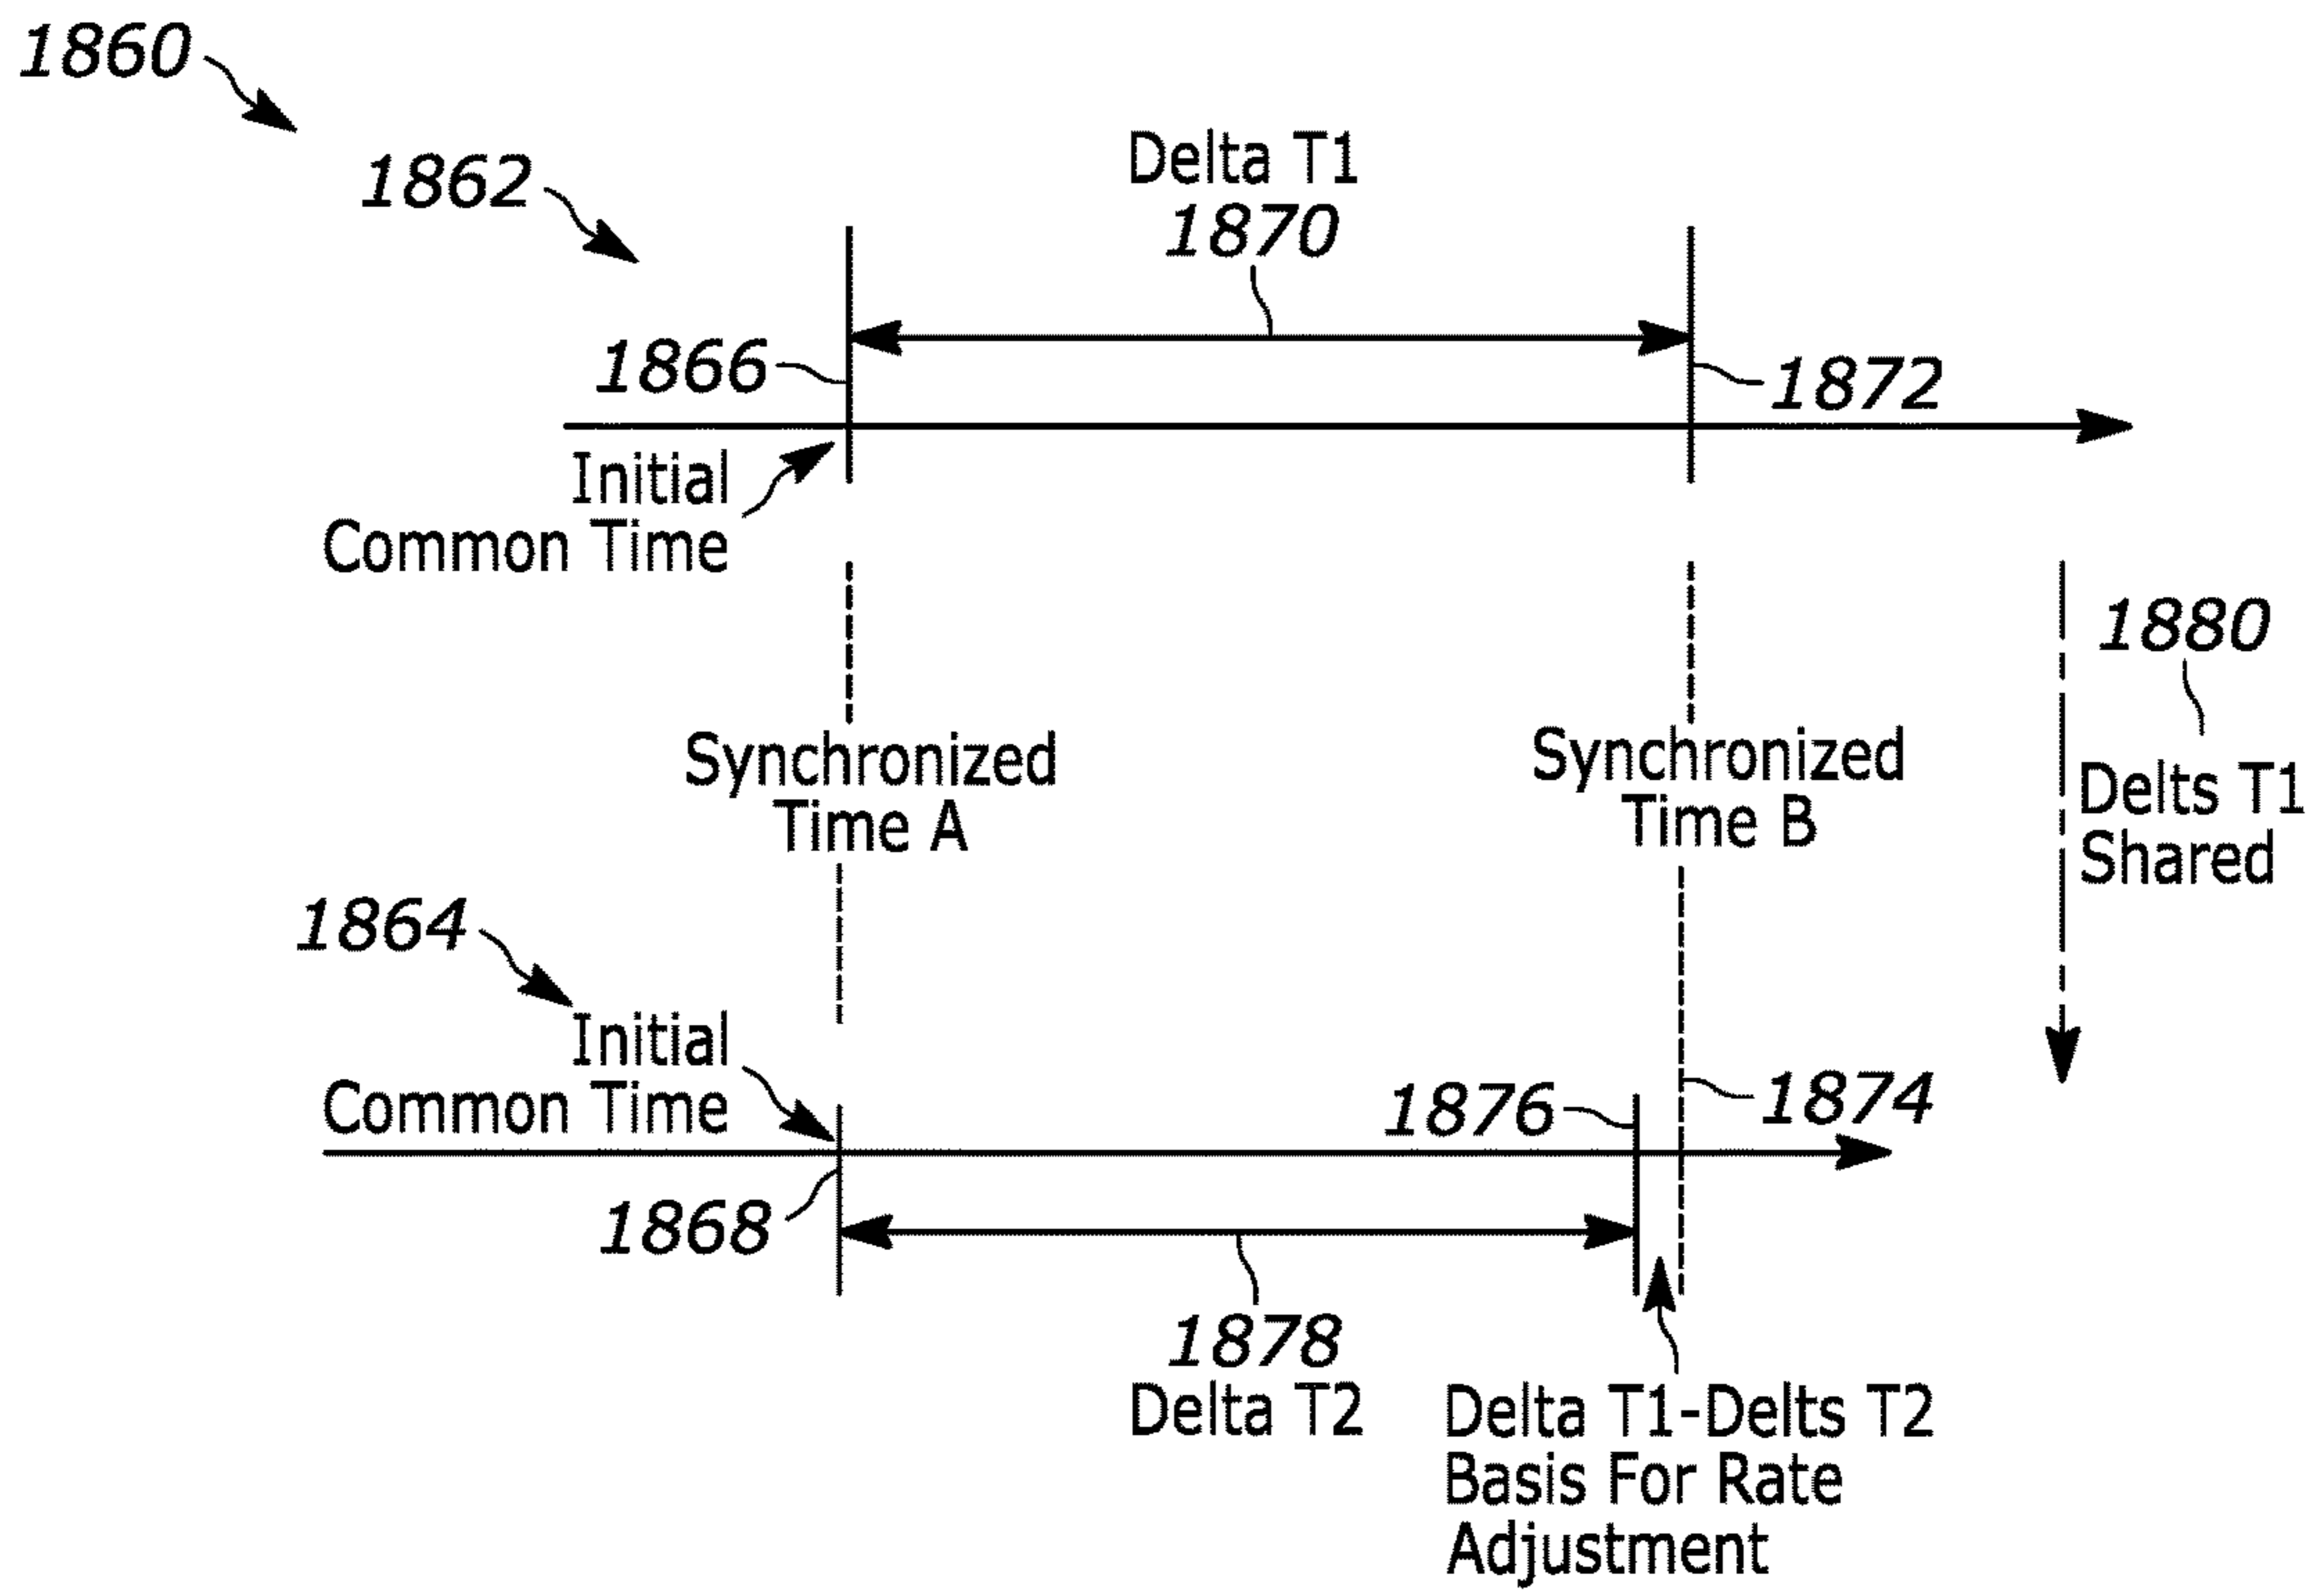 1860
1862
Delta T1
1870
1866
1872
Initial
Common Time
1880
Synchronized
Time A
Synchronized
Time B
Delts T1
Shared
1864
Initial
Common Time
1876
1874
1868
1878
Delta T2
Delta T1-Delts T2
Basis For Rate
Adjustment